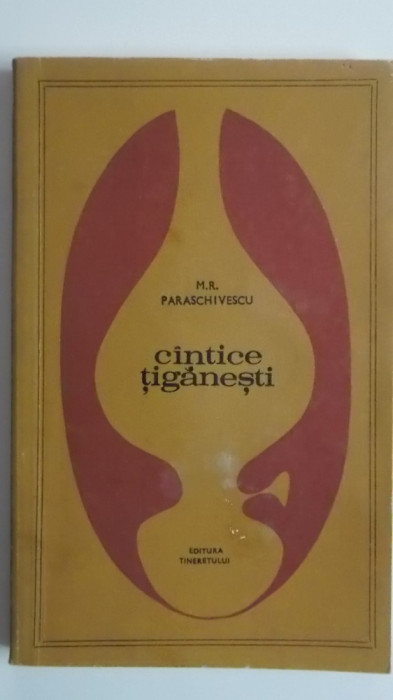 M.R.
PARASCHIVESCU
cîntice
țigănești
EDITURA
TINERETULUI